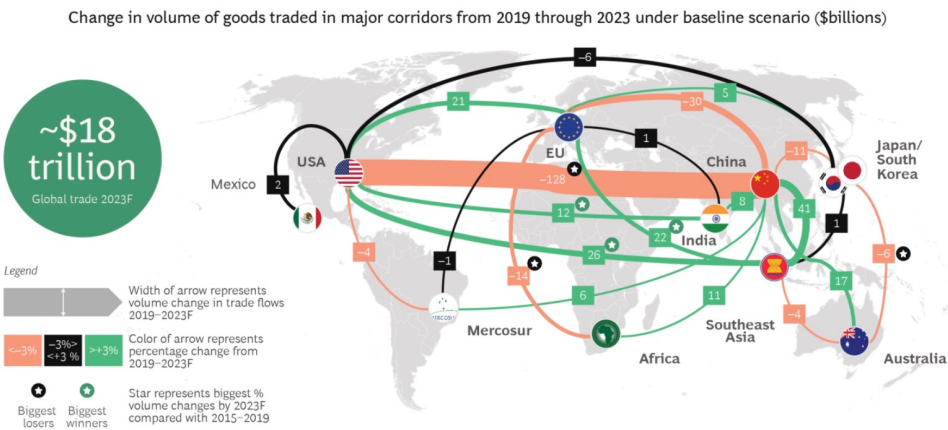 Change in volume of goods traded in major corridors from 2019 through 2023 under baseline scenario ($billions)
~$18
trillion
Global trade 2023F
-6
21
-30
5
EU
1
USA
China
-11
Japan/
South
Korea
Mexico
2
-128
8
41
12
India
1
22
26
-4
-1
-14
-6
6
11
17
-4
MERCOSUR
Mercosur
Africa
Southeast
Asia
Australia
Legend
Width of arrow represents
volume change in trade flows
2019–2023F
<–3%
–3%>
<+3 %
>+3%
Color of arrow represents
percentage change from
2019–2023F
Biggest
losers
Biggest
winners
Star represents biggest %
volume changes by 2023F
compared with 2015–2019